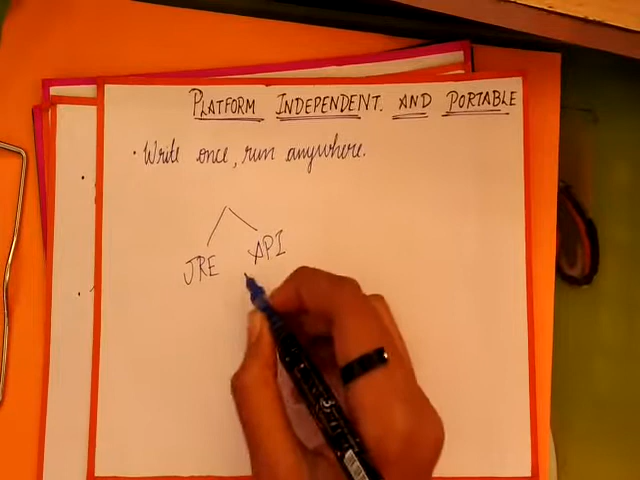 PLATFORM INDEPENDENT. AND PORTABLE
• Write once, run anywhere.
JRE API